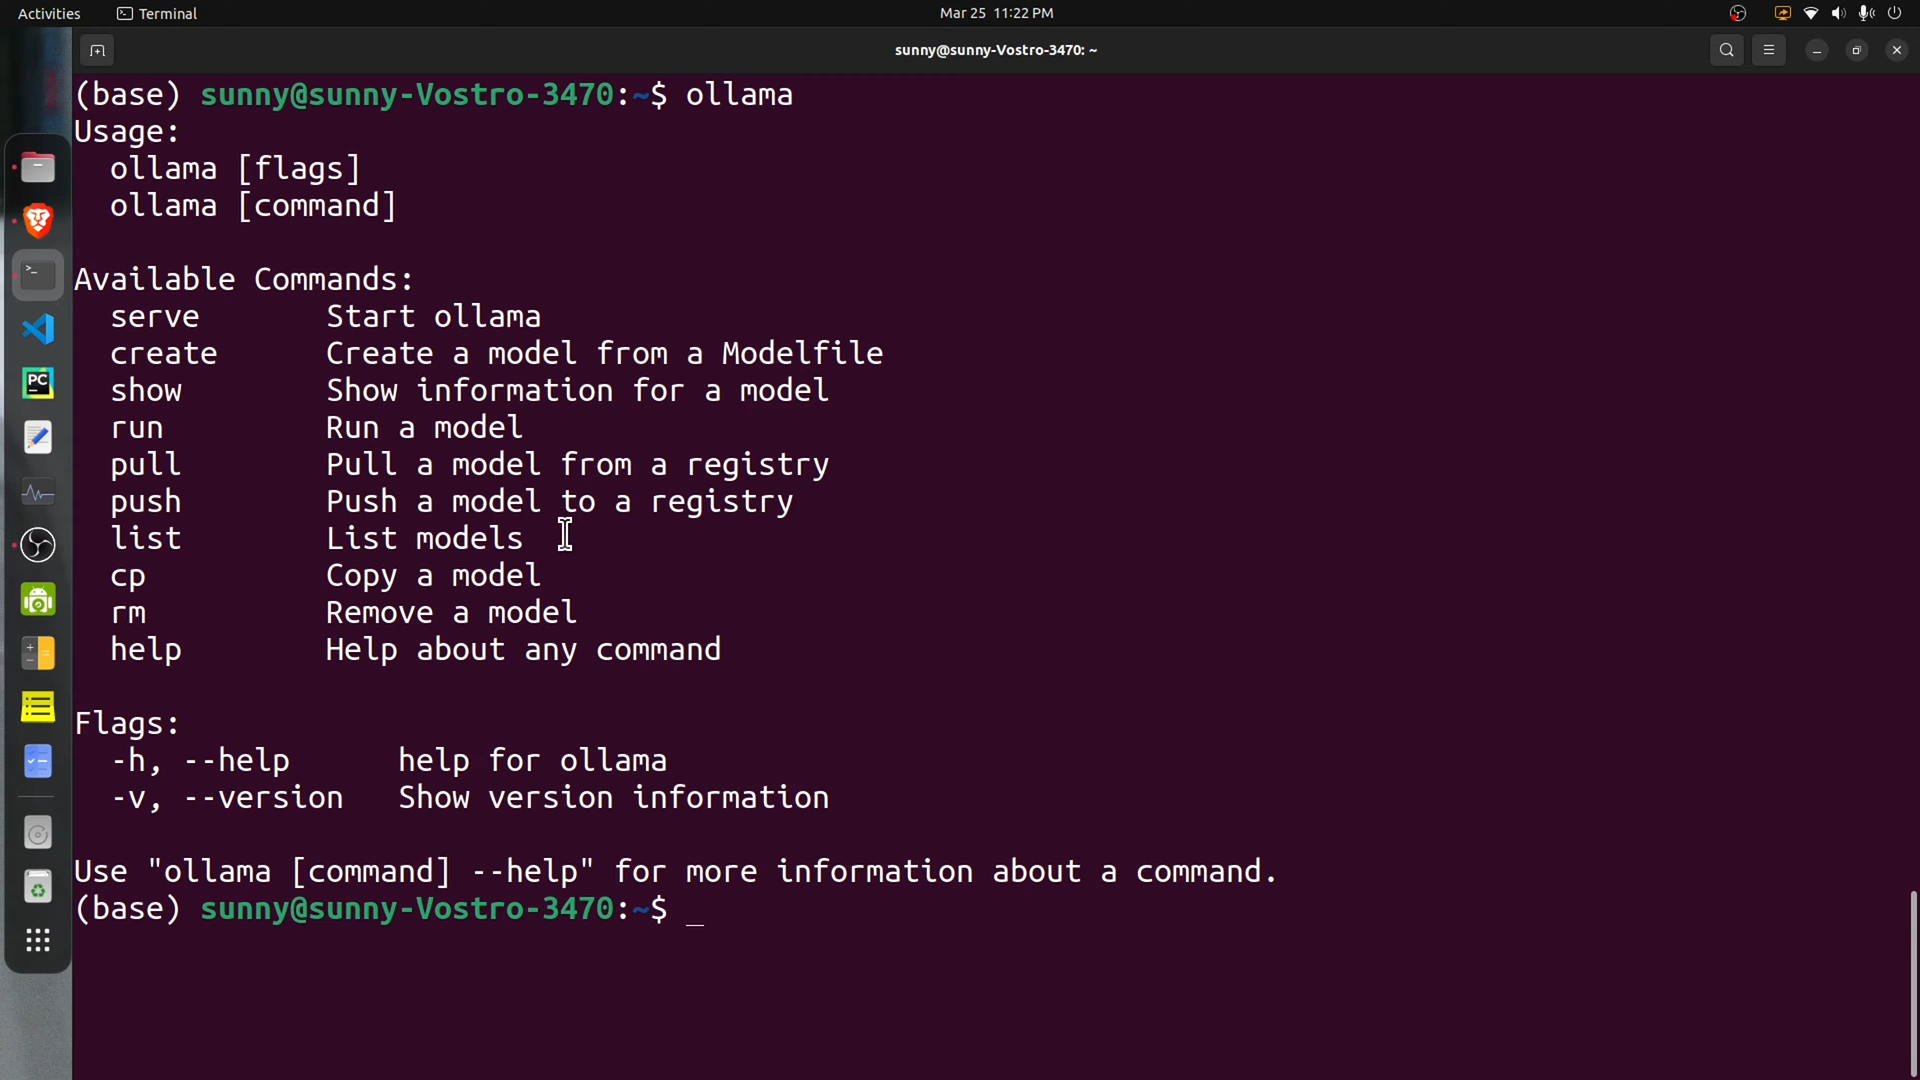 Activities
Terminal
Mar 25 11:22 PM
sunny@sunny-Vostro-3470: ~
(base) sunny@sunny-Vostro-3470:~$ ollama
Usage:
ollama [flags]
ollama [command]
Available Commands:
serve Start ollama
create Create a model from a Modelfile
show Show information for a model
run Run a model
pull Pull a model from a registry
push Push a model to a registry
list List models
cp Copy a model
rm Remove a model
help Help about any command
Flags:
-h, --help help for ollama
-v, --version Show version information
Use "ollama [command] --help" for more information about a command.
(base) sunny@sunny-Vostro-3470:~$ _
PC